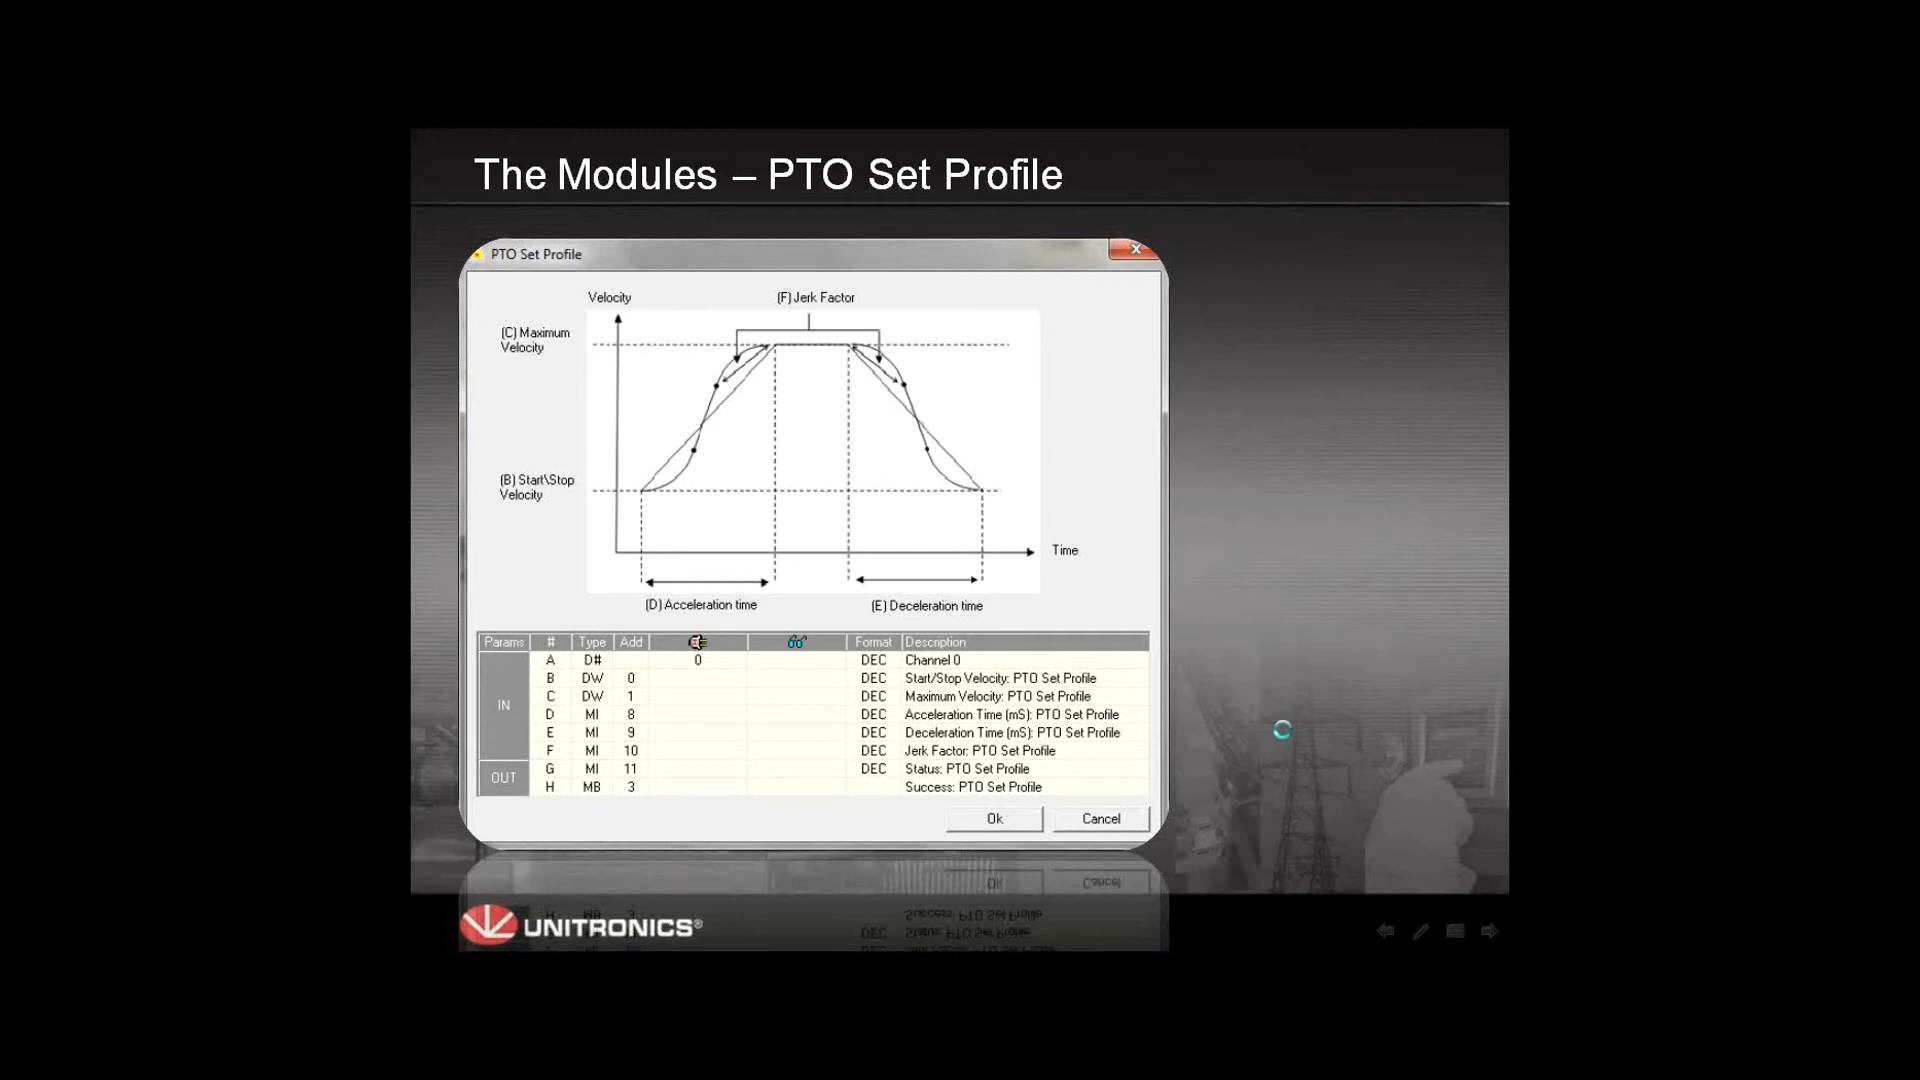 The Modules – PTO Set Profile
PTO Set Profile
Velocity
(F) Jerk Factor
(C) Maximum
Velocity
(B) Start\Stop
Velocity
Time
(D) Acceleration time
(E) Deceleration time
Params # Type Add Format Description
IN
A D# 0 DEC Channel 0
B DW 0 DEC Start/Stop Velocity: PTO Set Profile
C DW 1 DEC Maximum Velocity: PTO Set Profile
D MI 8 DEC Acceleration Time (mS): PTO Set Profile
E MI 9 DEC Deceleration Time (mS): PTO Set Profile
F MI 10 DEC Jerk Factor: PTO Set Profile
OUT
G MI 11 DEC Status: PTO Set Profile
H MB 3 Success: PTO Set Profile
Ok Cancel
UNITRONICS®